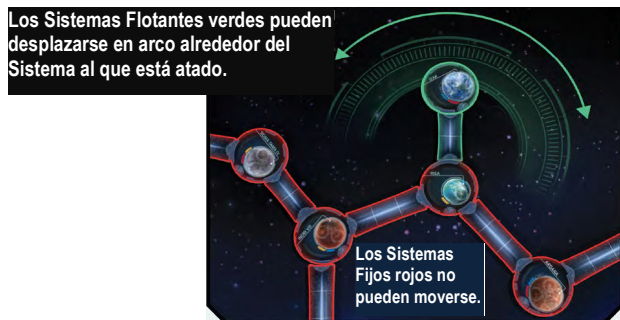 Los Sistemas Flotantes verdes pueden
desplazarse en arco alrededor del
Sistema al que está atado.
Los Sistemas
Fijos rojos no
pueden moverse.